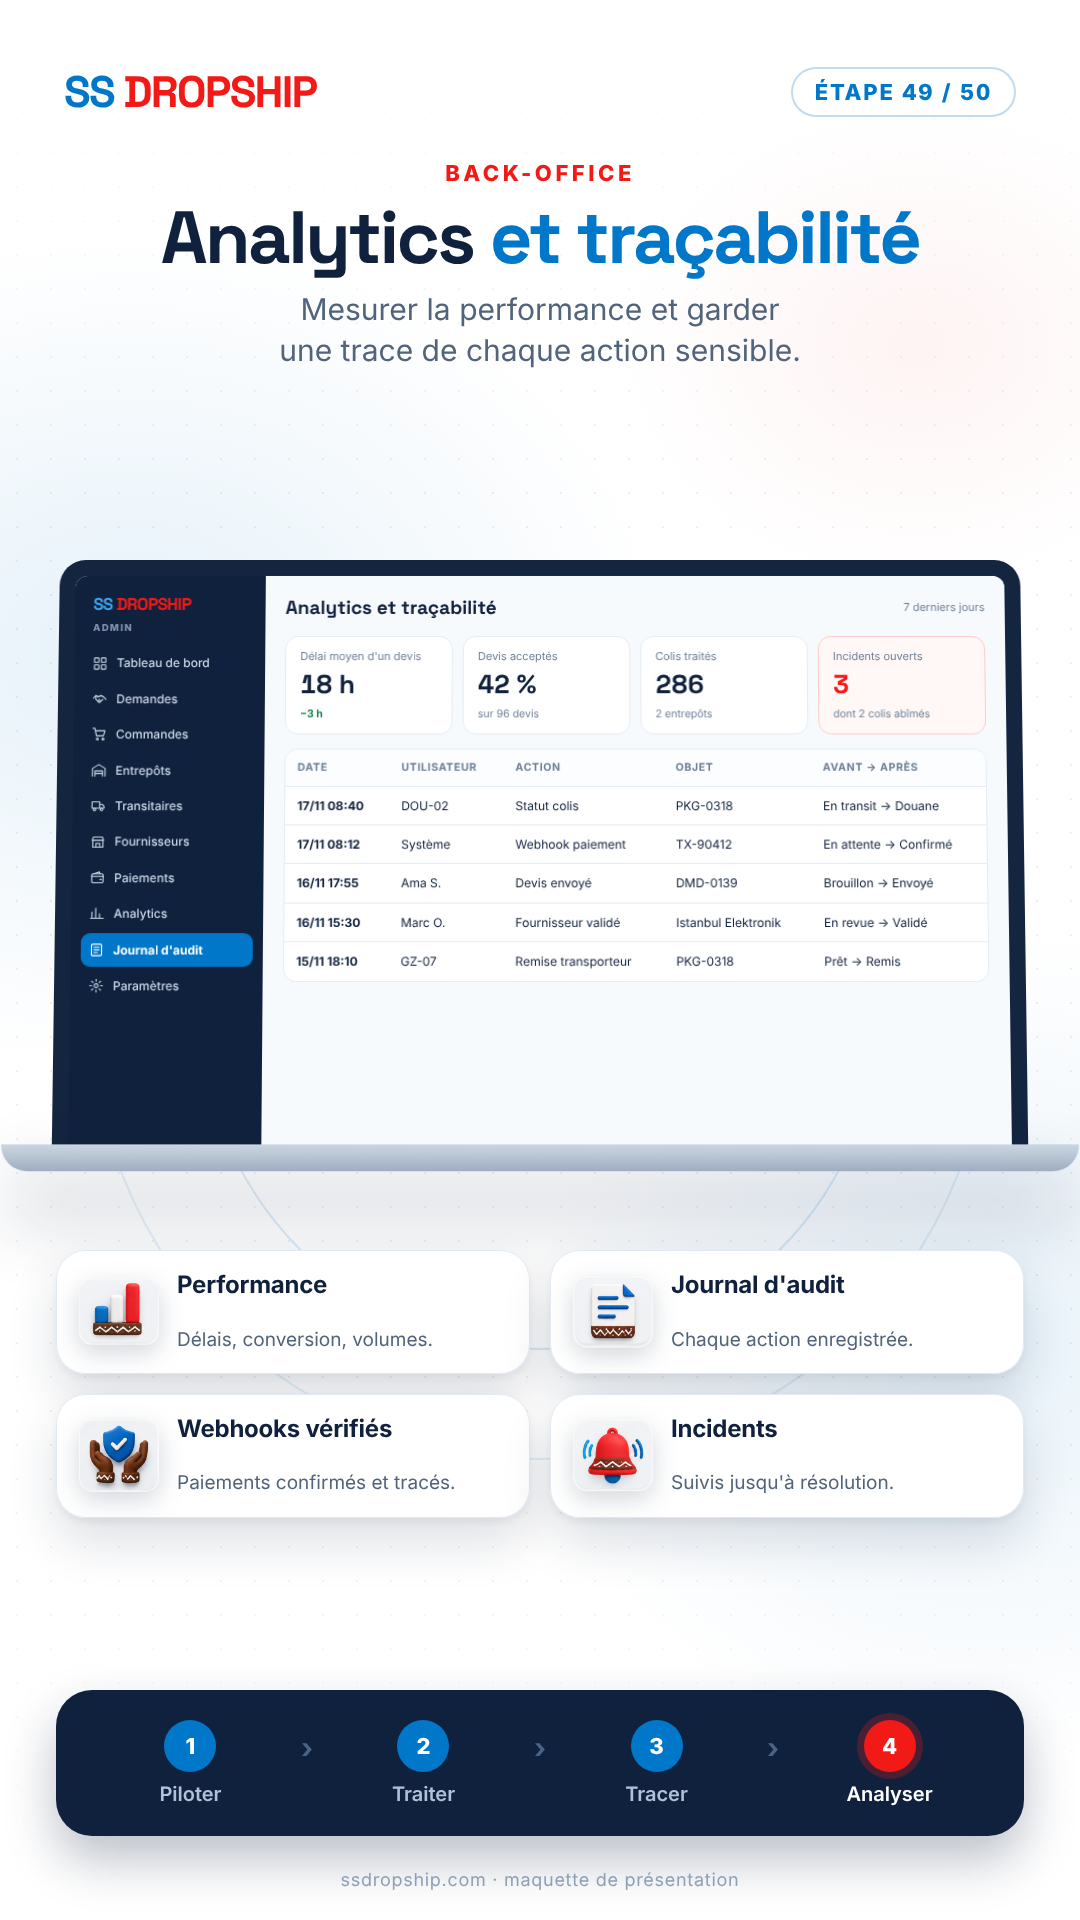 SS DROPSHIP
ÉTAPE 49 / 50
BACK-OFFICE
Analytics et traçabilité
Mesurer la performance et garder
une trace de chaque action sensible.
SS DROPSHIP
ADMIN
Tableau de bord
Demandes
Commandes
Entrepôts
Transitaires
Fournisseurs
Paiements
Analytics
Journal d'audit
Paramètres
Analytics et traçabilité
7 derniers jours
Délai moyen d'un devis
18 h
−3 h
Devis acceptés
42 %
sur 96 devis
Colis traités
286
2 entrepôts
Incidents ouverts
3
dont 2 colis abîmés
DATE UTILISATEUR ACTION OBJET AVANT → APRÈS
17/11 08:40 DOU-02 Statut colis PKG-0318 En transit → Douane
17/11 08:12 Système Webhook paiement TX-90412 En attente → Confirmé
16/11 17:55 Ama S. Devis envoyé DMD-0139 Brouillon → Envoyé
16/11 15:30 Marc O. Fournisseur validé Istanbul Elektronik En revue → Validé
15/11 18:10 GZ-07 Remise transporteur PKG-0318 Prêt → Remis
Performance
Délais, conversion, volumes.
Journal d'audit
Chaque action enregistrée.
Webhooks vérifiés
Paiements confirmés et tracés.
Incidents
Suivis jusqu'à résolution.
1 › 2 › 3 › 4
Piloter Traiter Tracer Analyser
ssdropship.com · maquette de présentation